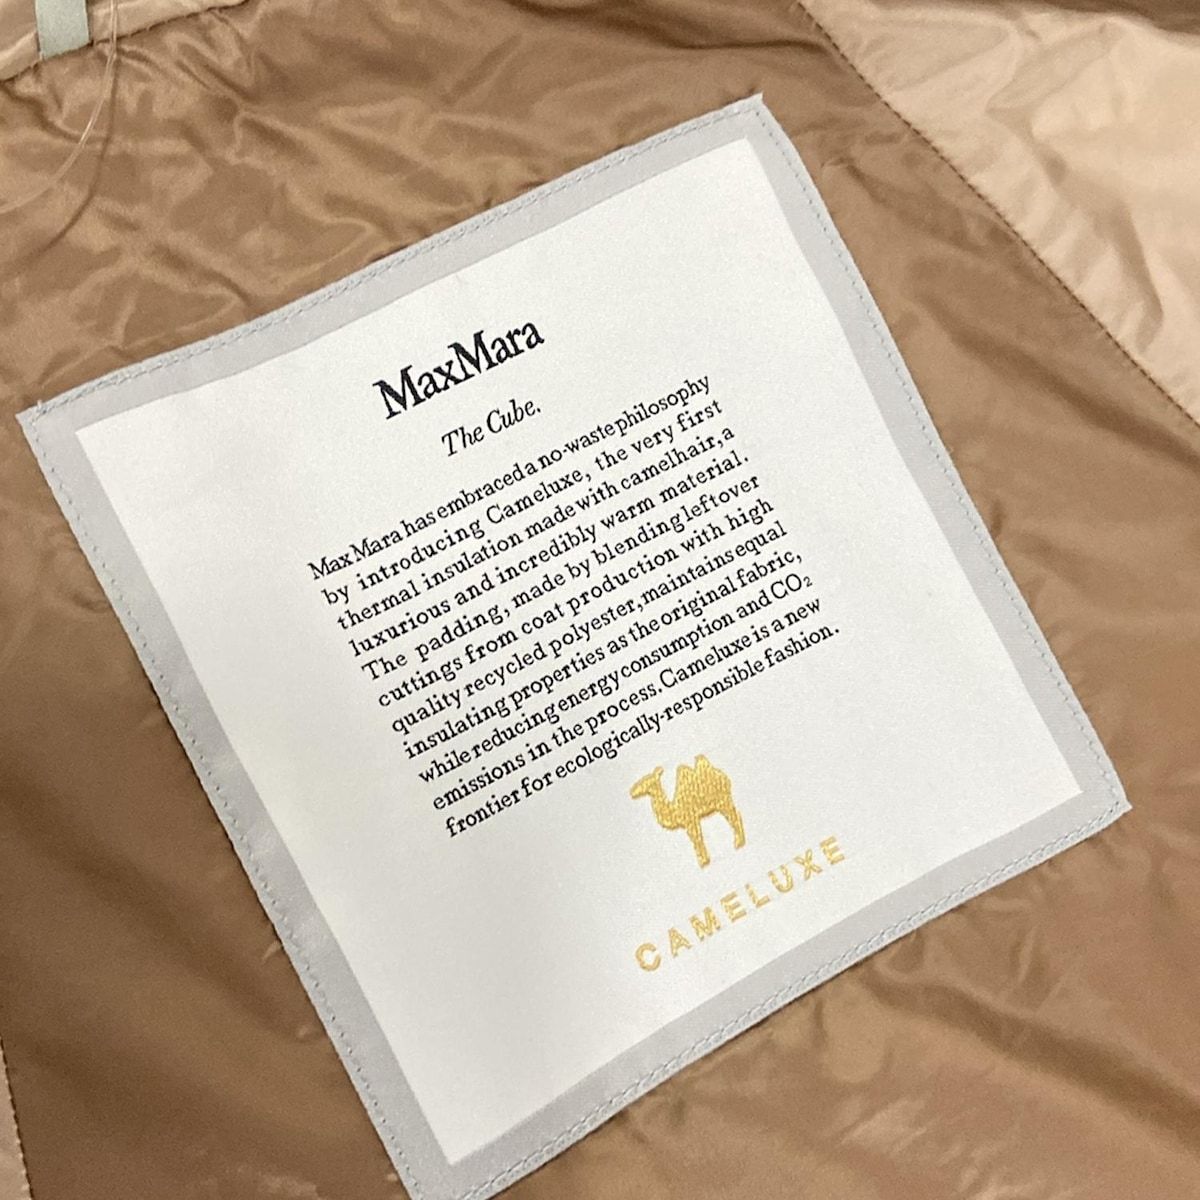 MaxMara
The Cube.
MaxMara has embraced a no-waste philosophy
by introducing Cameluxe, the very first
thermal insulation made with camelhair, a
luxurious and incredibly warm material.
The padding, made by blending leftover
cuttings from coat production with high
quality recycled polyester, maintains equal
insulating properties as the original fabric,
while reducing energy consumption and CO₂
emissions in the process. Cameluxe is a new
frontier for ecologically-responsible fashion.
CAMELUXE